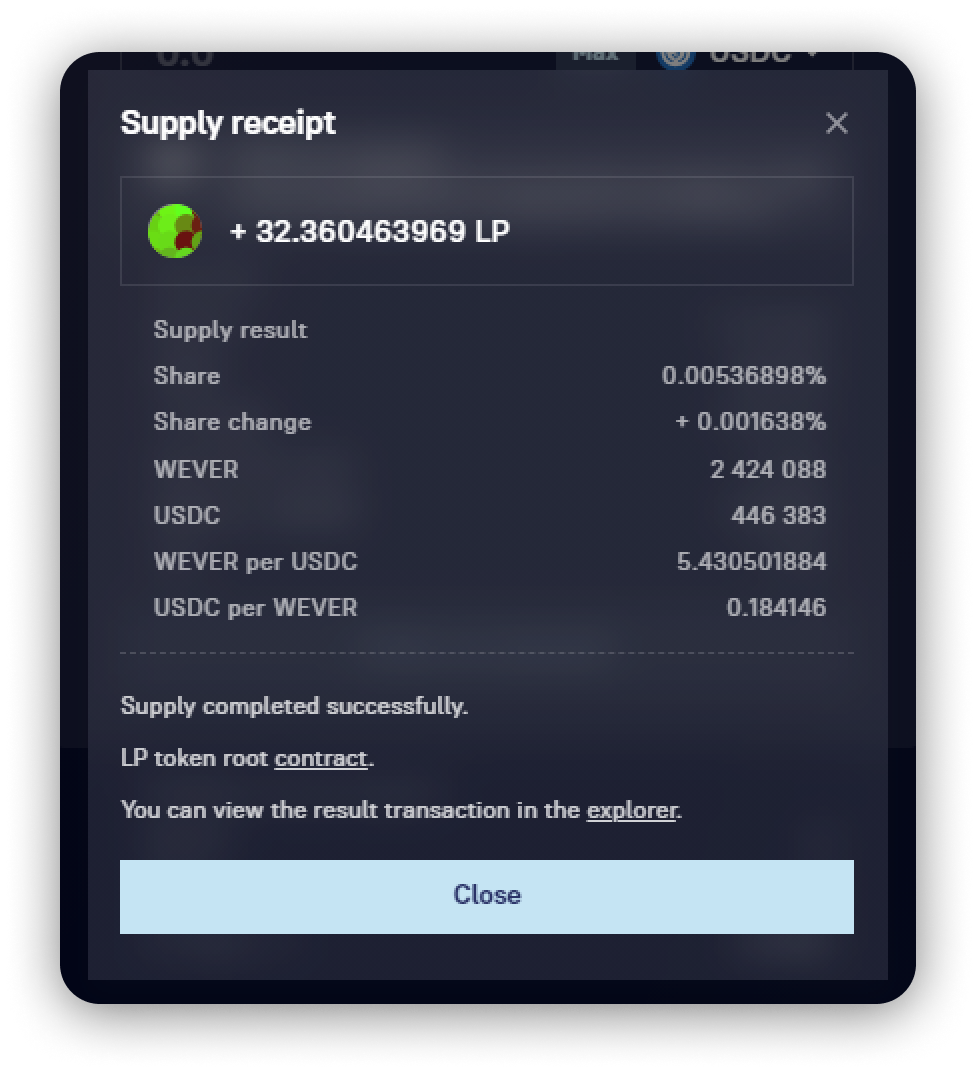 0.0 Max USDC
Supply receipt
+ 32.360463969 LP
Supply result
Share 0.00536898%
Share change + 0.001638%
WEVER 2 424 088
USDC 446 383
WEVER per USDC 5.430501884
USDC per WEVER 0.184146
Supply completed successfully.
LP token root contract.
You can view the result transaction in the explorer.
Close